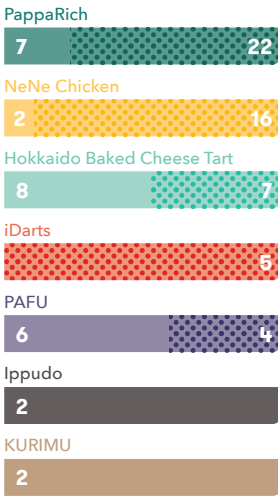 PappaRich
7 22
NeNe Chicken
2 16
Hokkaido Baked Cheese Tart
8 7
iDarts
5
PAFU
6 4
Ippudo
2
KURIMU
2